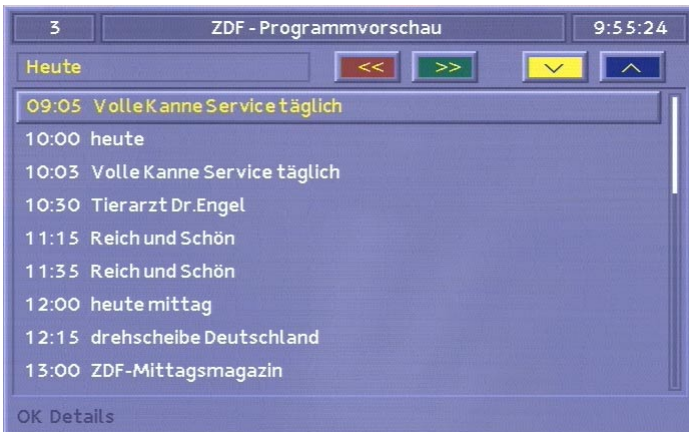 3 ZDF-Programmvorschau 9:55:24
Heute << >>
09:05 Volle Kanne Service täglich
10:00 heute
10:03 Volle Kanne Service täglich
10:30 Tierarzt Dr.Engel
11:15 Reich und Schön
11:35 Reich und Schön
12:00 heute mittag
12:15 drehscheibe Deutschland
13:00 ZDF-Mittagsmagazin
OK Details